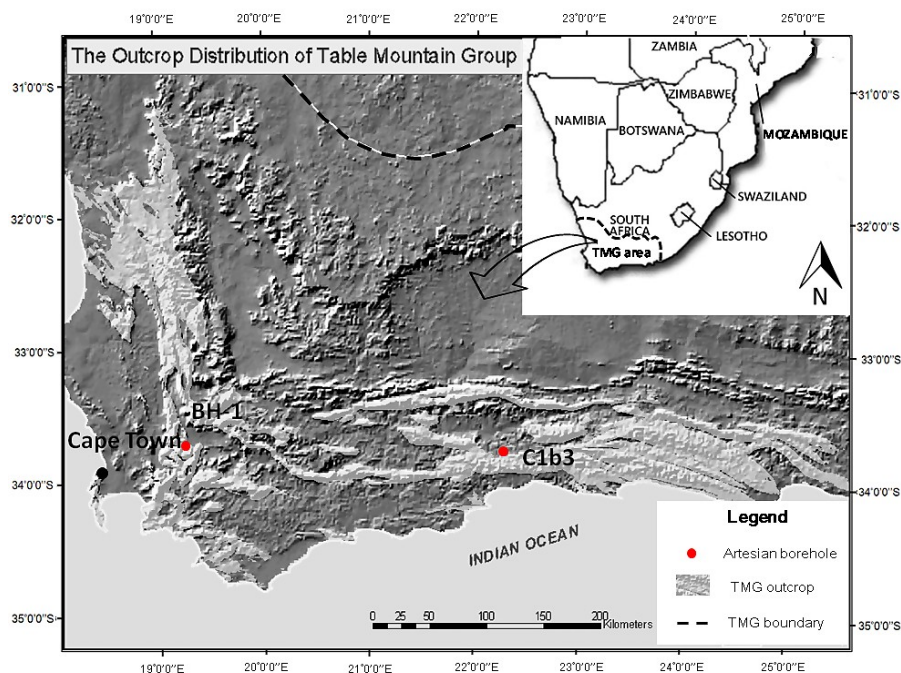 19°0'0"E 20°0'0"E 21°0'0"E 22°0'0"E 23°0'0"E 24°0'0"E 25°0'0"E
The Outcrop Distribution of Table Mountain Group
ZAMBIA
31°0'0"S
31°0'0"S
ZIMBABWE
NAMIBIA
BOTSWANA
MOZAMBIQUE
SWAZILAND
32°0'0"S
32°0'0"S
SOUTH
AFRICA
LESOTHO
TMG area
N
33°0'0"S
33°0'0"S
BH-1
Cape Town
C1b3
34°0'0"S
34°0'0"S
Legend
INDIAN OCEAN
Artesian borehole
TMG outcrop
TMG boundary
0 25 50 100 150 200
Kilometers
35°0'0"S
35°0'0"S
19°0'0"E 20°0'0"E 21°0'0"E 22°0'0"E 23°0'0"E 24°0'0"E 25°0'0"E